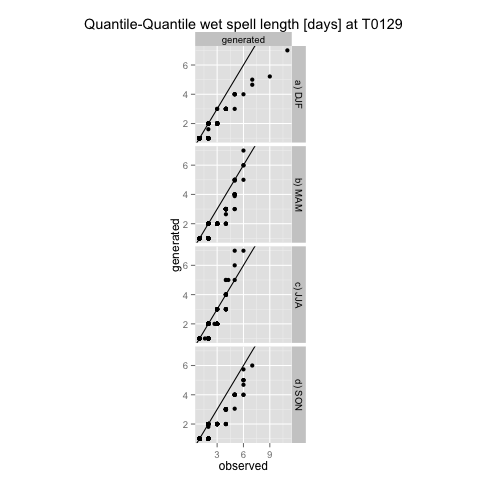 Quantile-Quantile wet spell length [days] at T0129
generated
6
4
2
a) DJF
6
4
2
b) MAM
generated
6
4
2
c) JJA
6
4
2
d) SON
3 6 9
observed